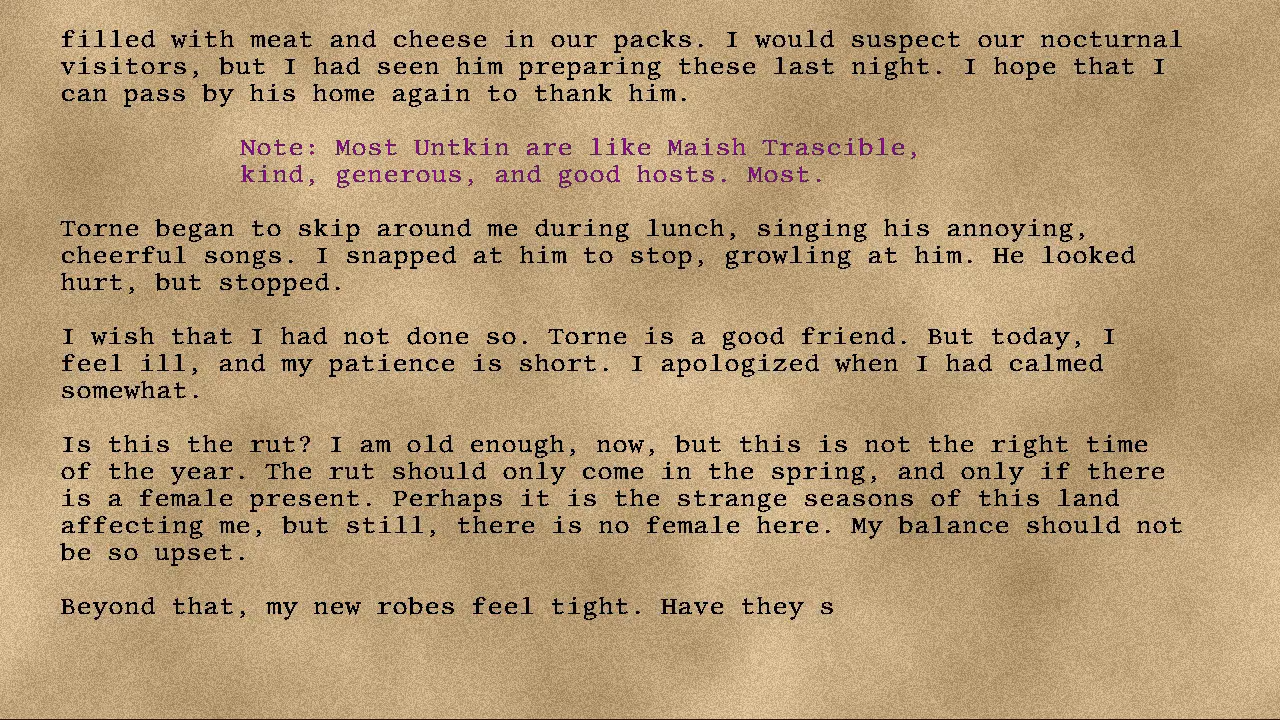 filled with meat and cheese in our packs. I would suspect our nocturnal
visitors, but I had seen him preparing these last night. I hope that I
can pass by his home again to thank him.
Note: Most Untkin are like Maish Trascible,
kind, generous, and good hosts. Most.
Torne began to skip around me during lunch, singing his annoying,
cheerful songs. I snapped at him to stop, growling at him. He looked
hurt, but stopped.
I wish that I had not done so. Torne is a good friend. But today, I
feel ill, and my patience is short. I apologized when I had calmed
somewhat.
Is this the rut? I am old enough, now, but this is not the right time
of the year. The rut should only come in the spring, and only if there
is a female present. Perhaps it is the strange seasons of this land
affecting me, but still, there is no female here. My balance should not
be so upset.
Beyond that, my new robes feel tight. Have they s